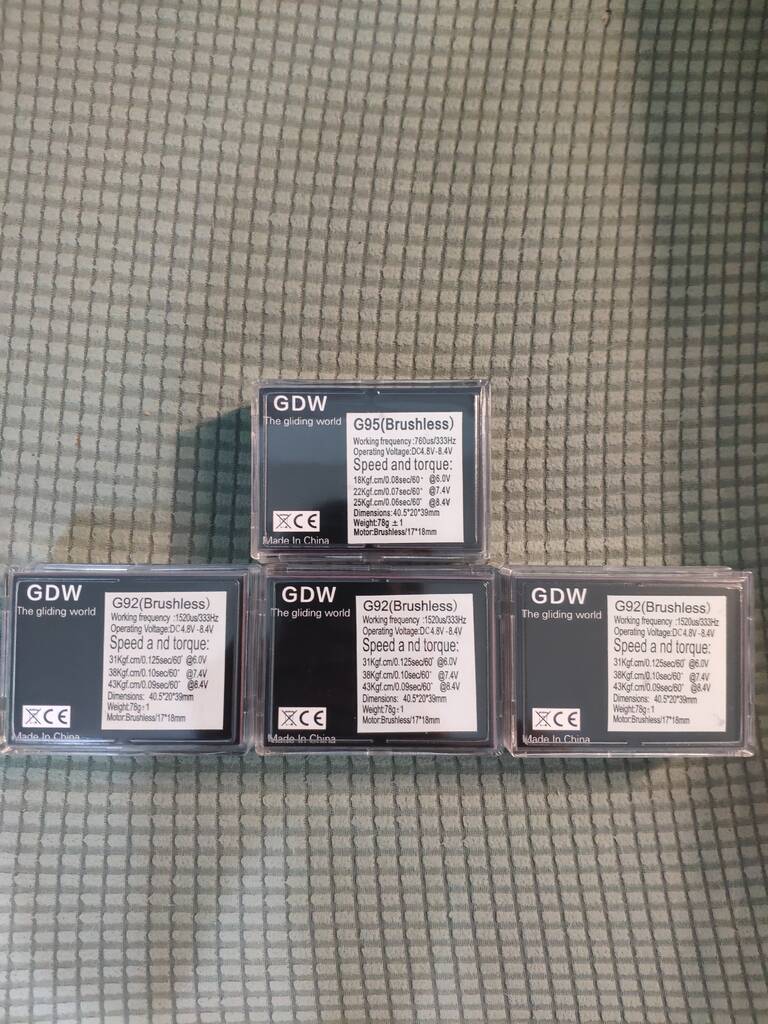 GDW
The gliding world
G95(Brushless)
Working frequency :760us/333Hz
Operating Voltage:DC4.8V-8.4V
Speed and torque:
18Kgf.cm/0.08sec/60° @6.0V
22Kgf.cm/0.07sec/60° @7.4V
25Kgf.cm/0.06sec/60° @8.4V
Dimensions: 40.5*20*39mm
Weight:78g ±1
Motor:Brushless/17*18mm
CE
Made In China
GDW
The gliding world
G92(Brushless)
Working frequency :1520us/333Hz
Operating Voltage:DC4.8V-8.4V
Speed a nd torque:
31Kgf.cm/0.125sec/60° @6.0V
38Kgf.cm/0.10sec/60° @7.4V
43Kgf.cm/0.09sec/60° @8.4V
Dimensions: 40.5*20*39mm
Weight:78g±1
Motor:Brushless/17*18mm
CE
Made In China
GDW
The gliding world
G92(Brushless)
Working frequency :1520us/333Hz
Operating Voltage:DC4.8V-8.4V
Speed a nd torque:
31Kgf.cm/0.125sec/60° @6.0V
38Kgf.cm/0.10sec/60° @7.4V
43Kgf.cm/0.09sec/60° @8.4V
Dimensions: 40.5*20*39mm
Weight:78g±1
Motor:Brushless/17*18mm
CE
Made In China
GDW
The gliding world
G92(Brushless)
Working frequency :1520us/333Hz
Operating Voltage:DC4.8V-8.4V
Speed a nd torque:
31Kgf.cm/0.125sec/60° @6.0V
38Kgf.cm/0.10sec/60° @7.4V
43Kgf.cm/0.09sec/60° @8.4V
Dimensions: 40.5*20*39mm
Weight:78g±1
Motor:Brushless/17*18mm
CE
Made In China